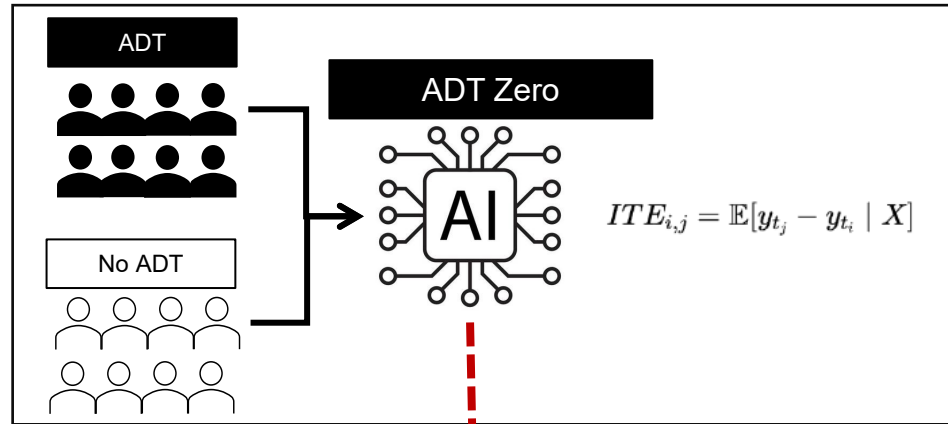 ADT
ADT Zero
AI
ITE_{i,j} = 𝔼[y_{t_j} − y_{t_i} | X]
No ADT